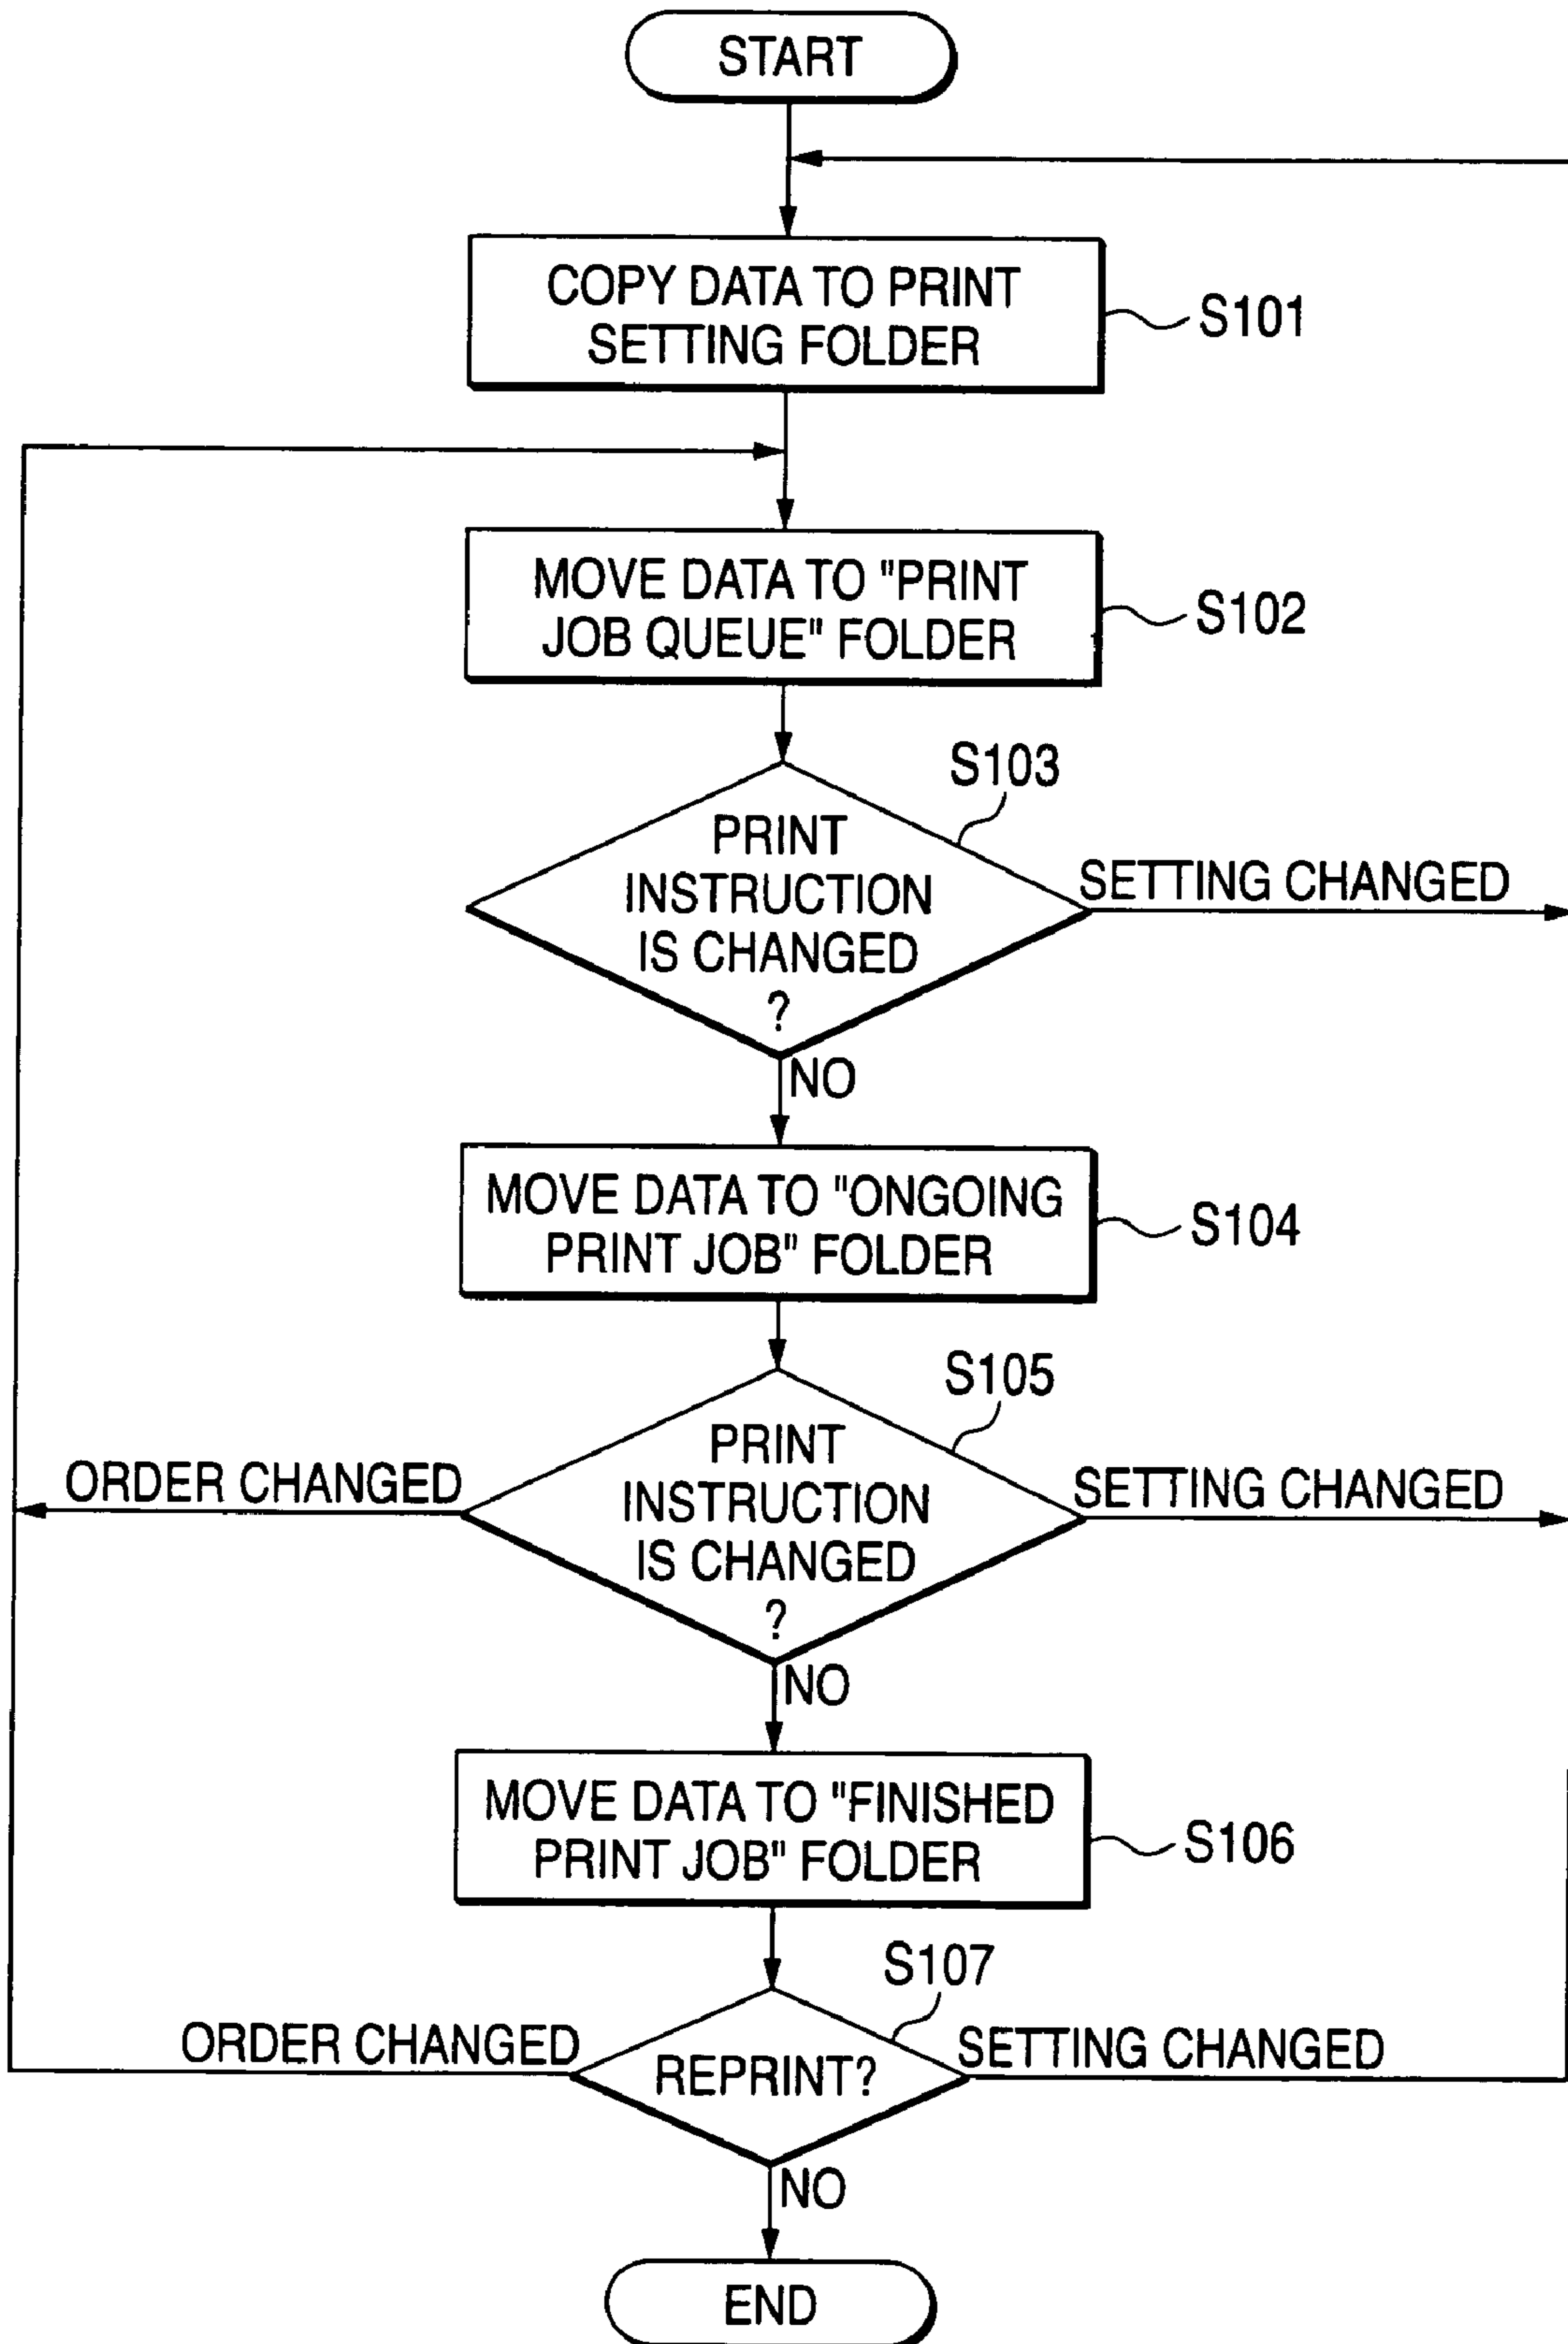 START
COPY DATA TO PRINT
SETTING FOLDER
S101
MOVE DATA TO "PRINT
JOB QUEUE" FOLDER
S102
S103
PRINT
INSTRUCTION
IS CHANGED
?
SETTING CHANGED
NO
MOVE DATA TO "ONGOING
PRINT JOB" FOLDER
S104
S105
PRINT
INSTRUCTION
IS CHANGED
?
ORDER CHANGED
SETTING CHANGED
NO
MOVE DATA TO "FINISHED
PRINT JOB" FOLDER
S106
S107
ORDER CHANGED
REPRINT?
SETTING CHANGED
NO
END